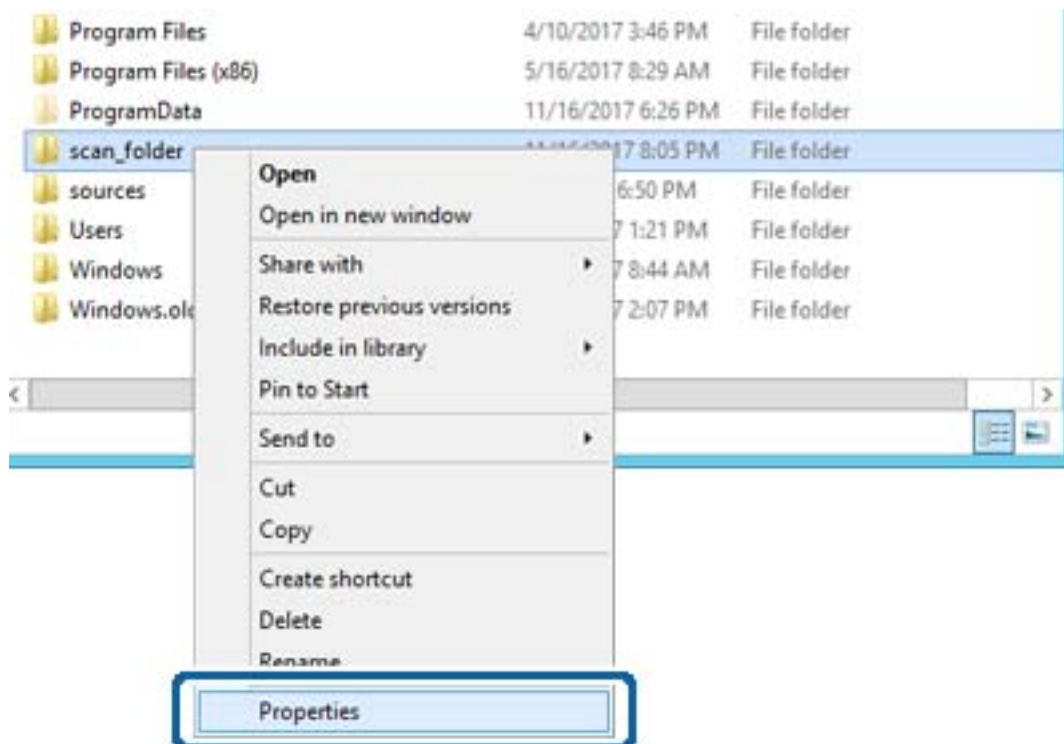 Program Files 4/10/2017 3:46 PM File folder
Program Files (x86) 5/16/2017 8:29 AM File folder
ProgramData 11/16/2017 6:26 PM File folder
scan_folder 17 8:05 PM File folder
sources 6:50 PM File folder
Users 7 1:21 PM File folder
Windows 7 8:44 AM File folder
Windows.old 7 2:07 PM File folder
Open
Open in new window
Share with
Restore previous versions
Include in library
Pin to Start
Send to
Cut
Copy
Create shortcut
Delete
Rename
Properties